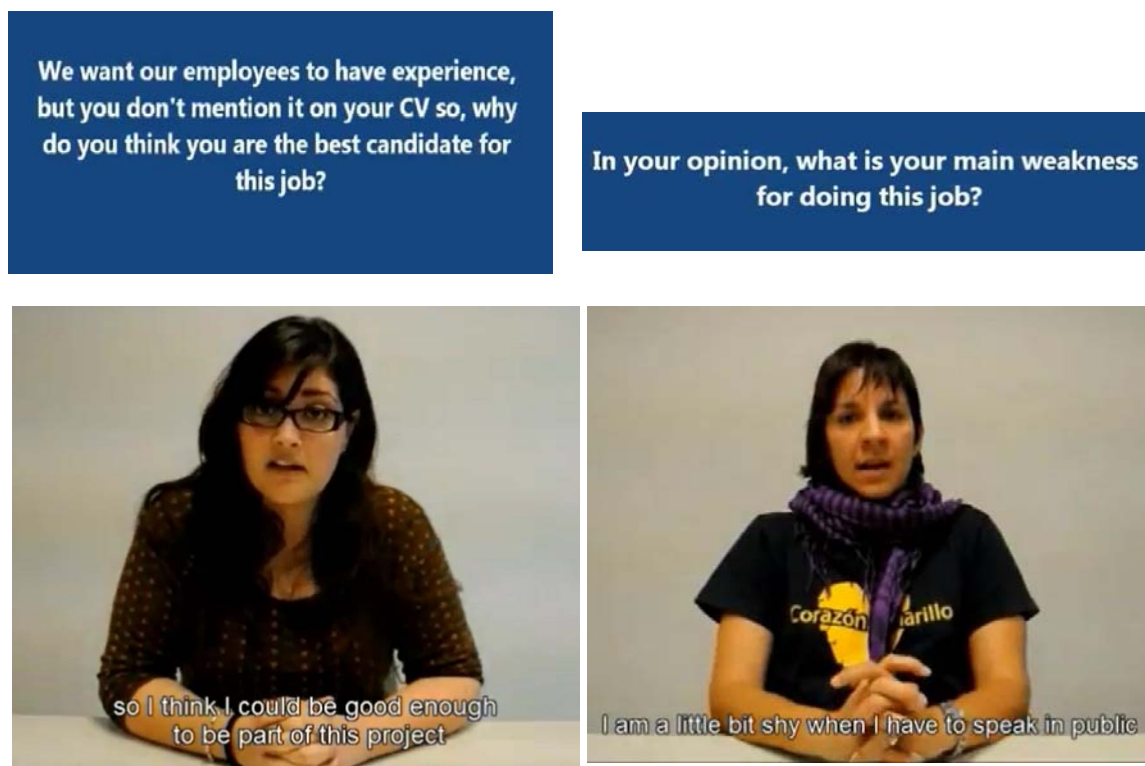 We want our employees to have experience,
but you don't mention it on your CV so, why
do you think you are the best candidate for
this job?
In your opinion, what is your main weakness
for doing this job?
so I think I could be good enough
to be part of this project
Corazón
arillo
I am a little bit shy when I have to speak in public